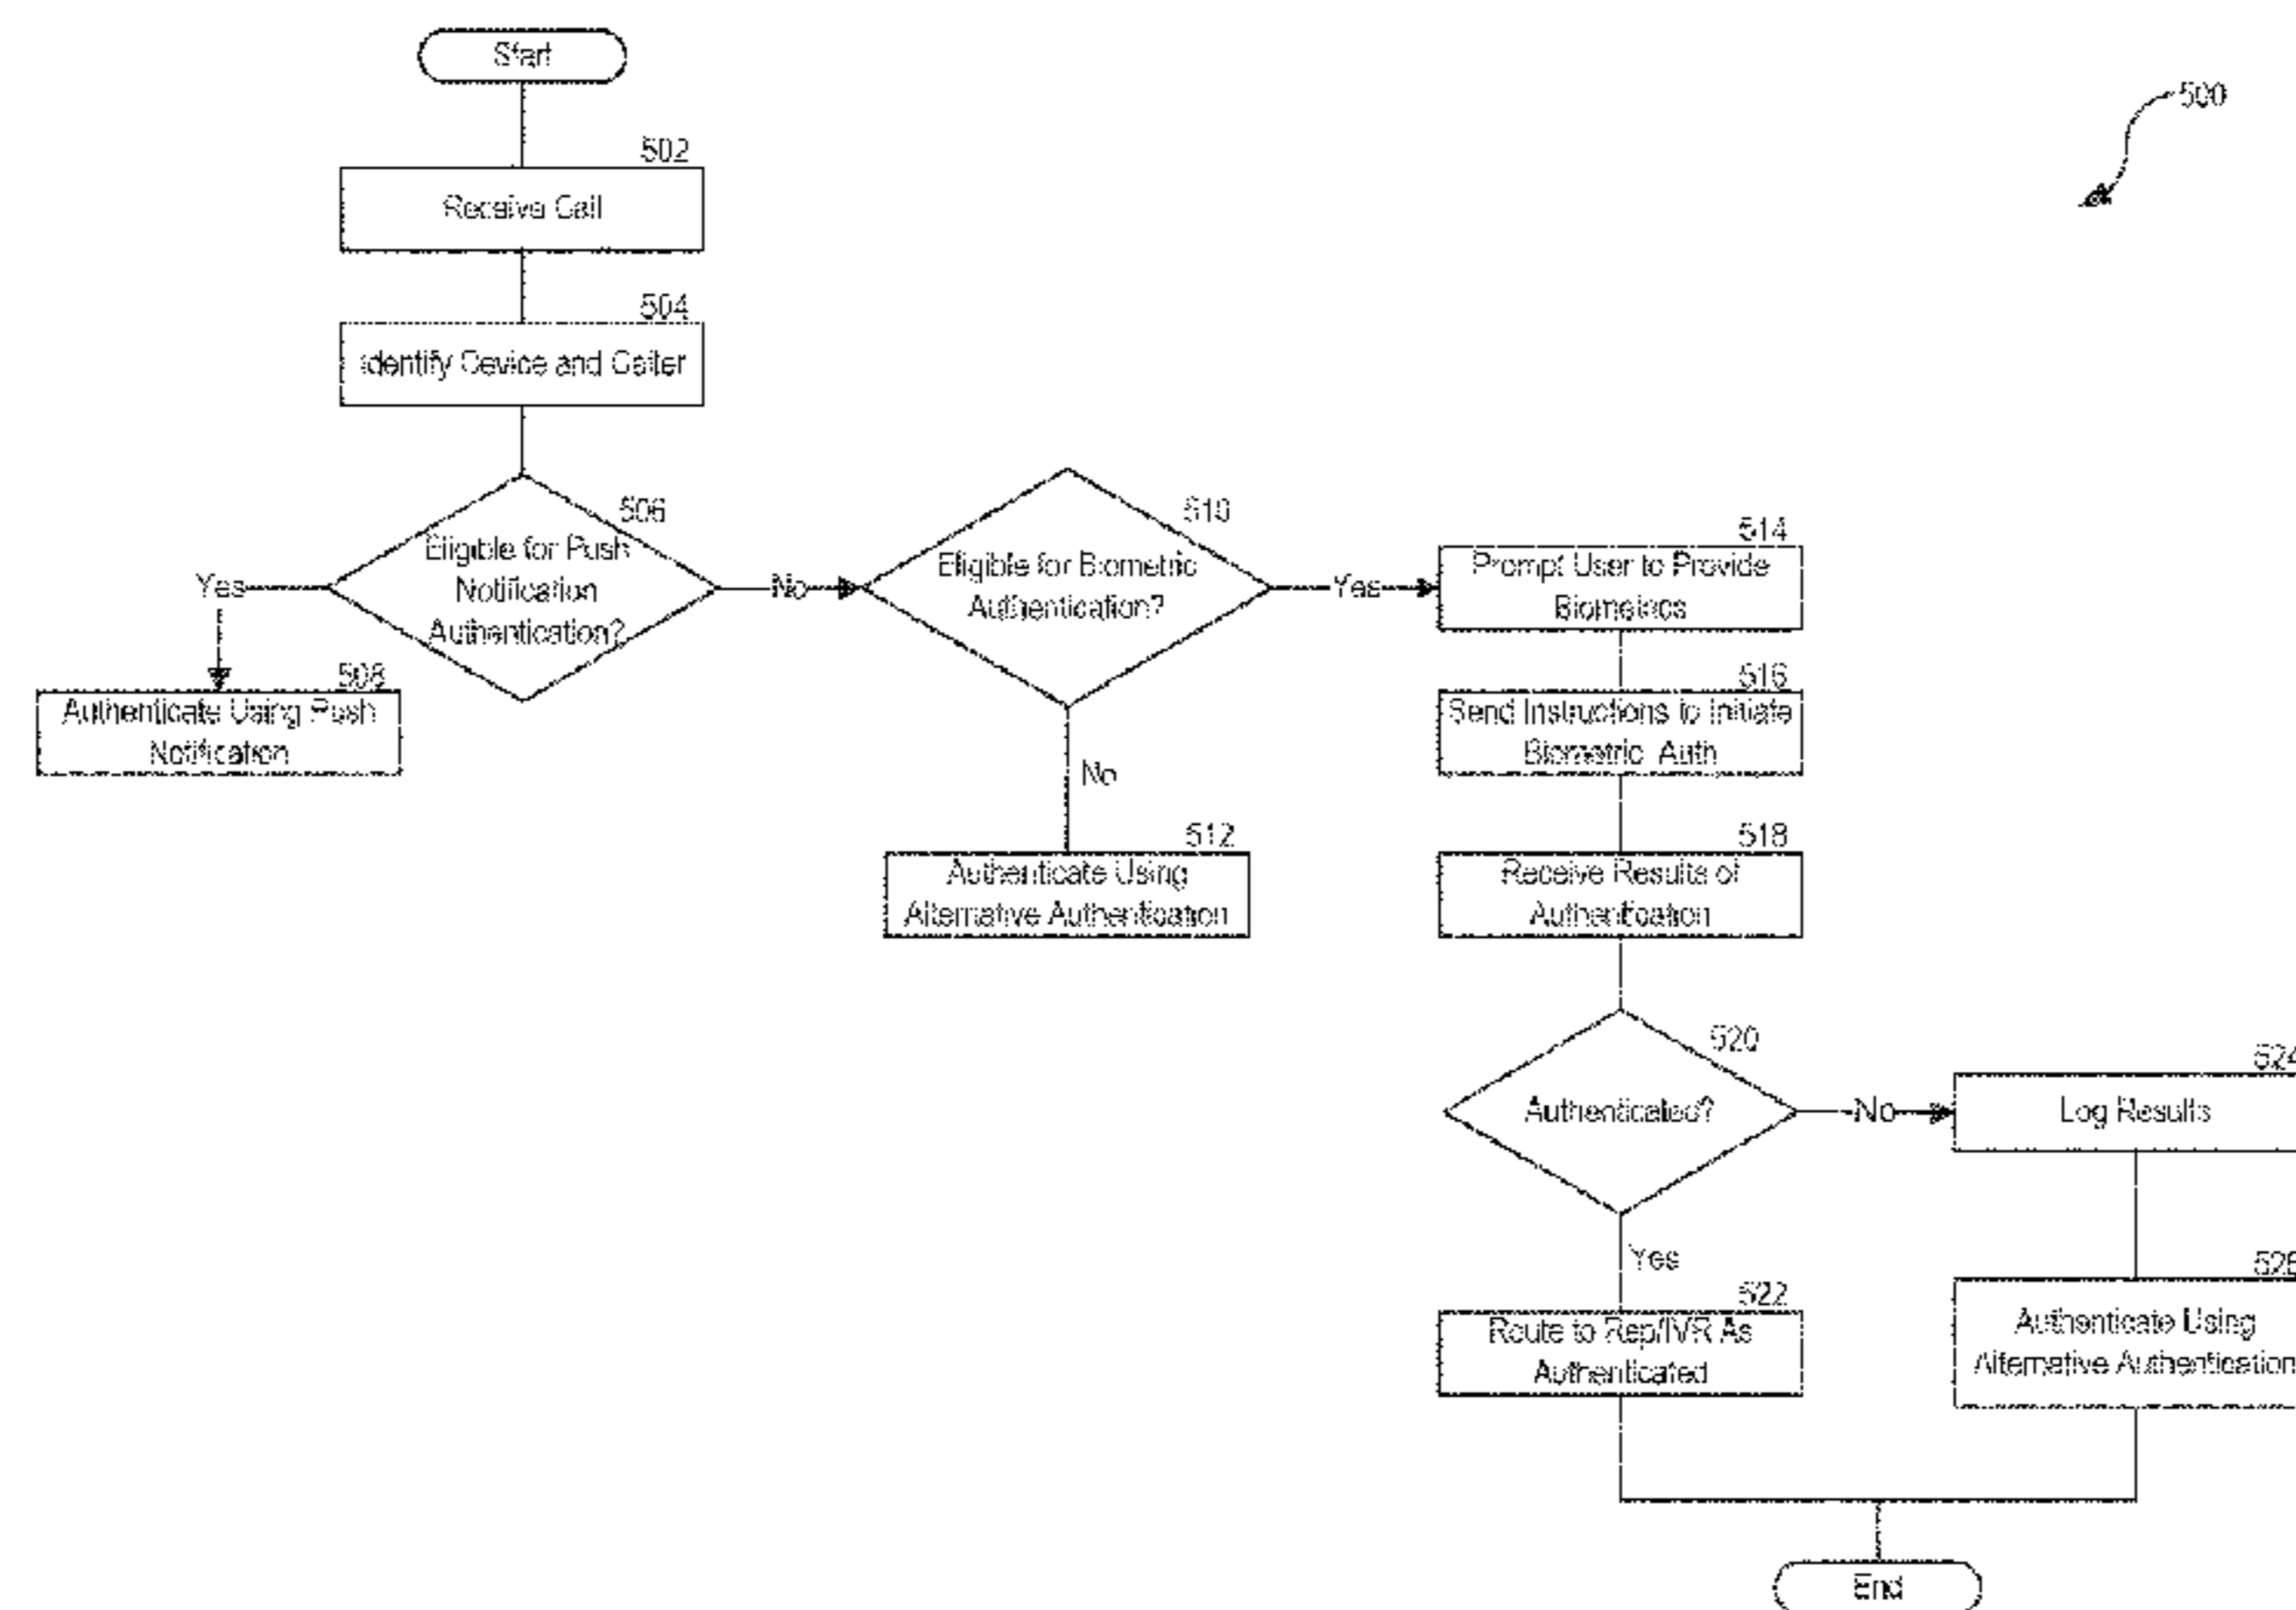 Start
500
502
Receive Call
504
Identify Device and Caller
506
Eligible for Push
Notification
Authentication?
Yes
No
508
Authenticate Using Push
Notification
510
Eligible for Biometric
Authentication?
Yes
No
512
Authenticate Using
Alternative Authentication
514
Prompt User to Provide
Biometrics
516
Send Instructions to Initiate
Biometric Auth
518
Receive Results of
Authentication
520
Authenticated?
No
524
Log Results
Yes
522
Route to Rep/IVR As
Authenticated
Authenticate Using
Alternative Authentication
End